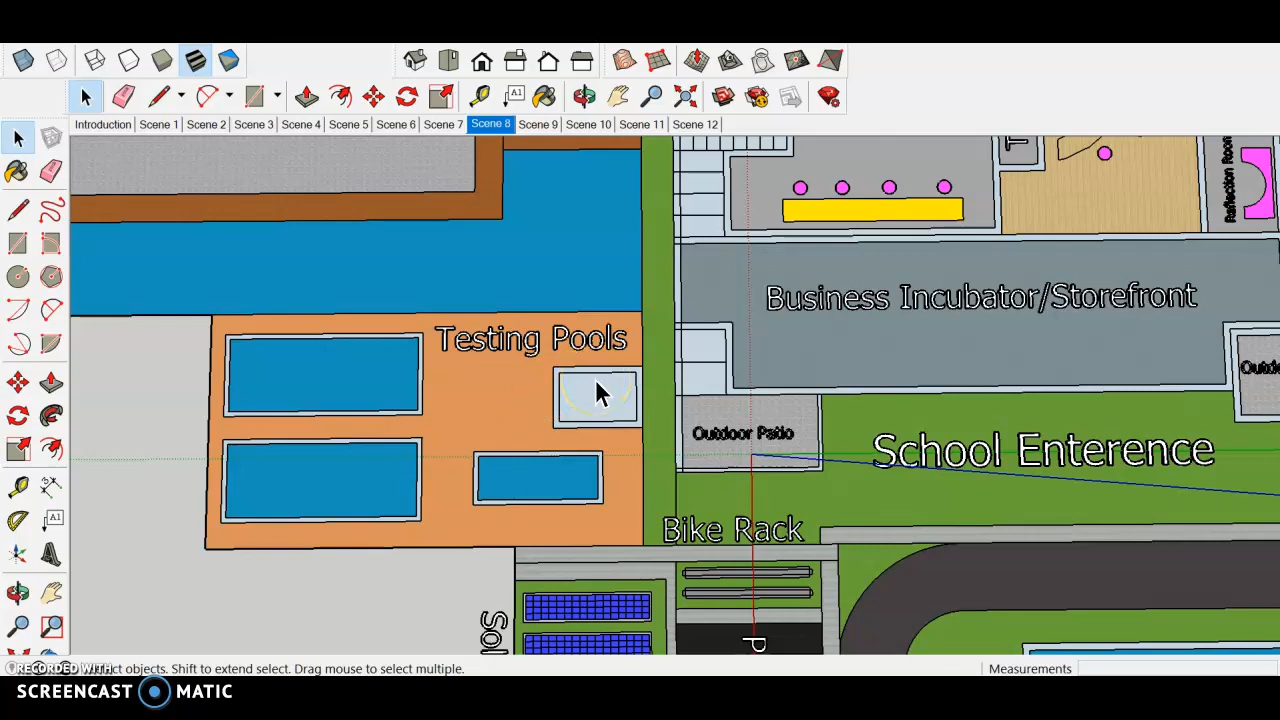 A1
Introduction Scene 1 Scene 2 Scene 3 Scene 4 Scene 5 Scene 6 Scene 7 Scene 8 Scene 9 Scene 10 Scene 11 Scene 12
Reflection Room
Business Incubator/Storefront
Testing Pools
Outdoor Patio
School Enterence
A1
Bike Rack
RECORDED WITH
objects. Shift to extend select. Drag mouse to select multiple.
Measurements
SCREENCAST MATIC